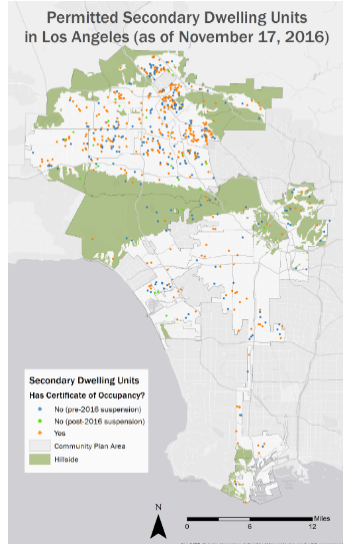 Permitted Secondary Dwelling Units
in Los Angeles (as of November 17, 2016)
Secondary Dwelling Units
Has Certificate of Occupancy?
No (pre-2016 suspension)
No (post-2016 suspension)
Yes
Community Plan Area
Hillside
N
Miles
0 6 12